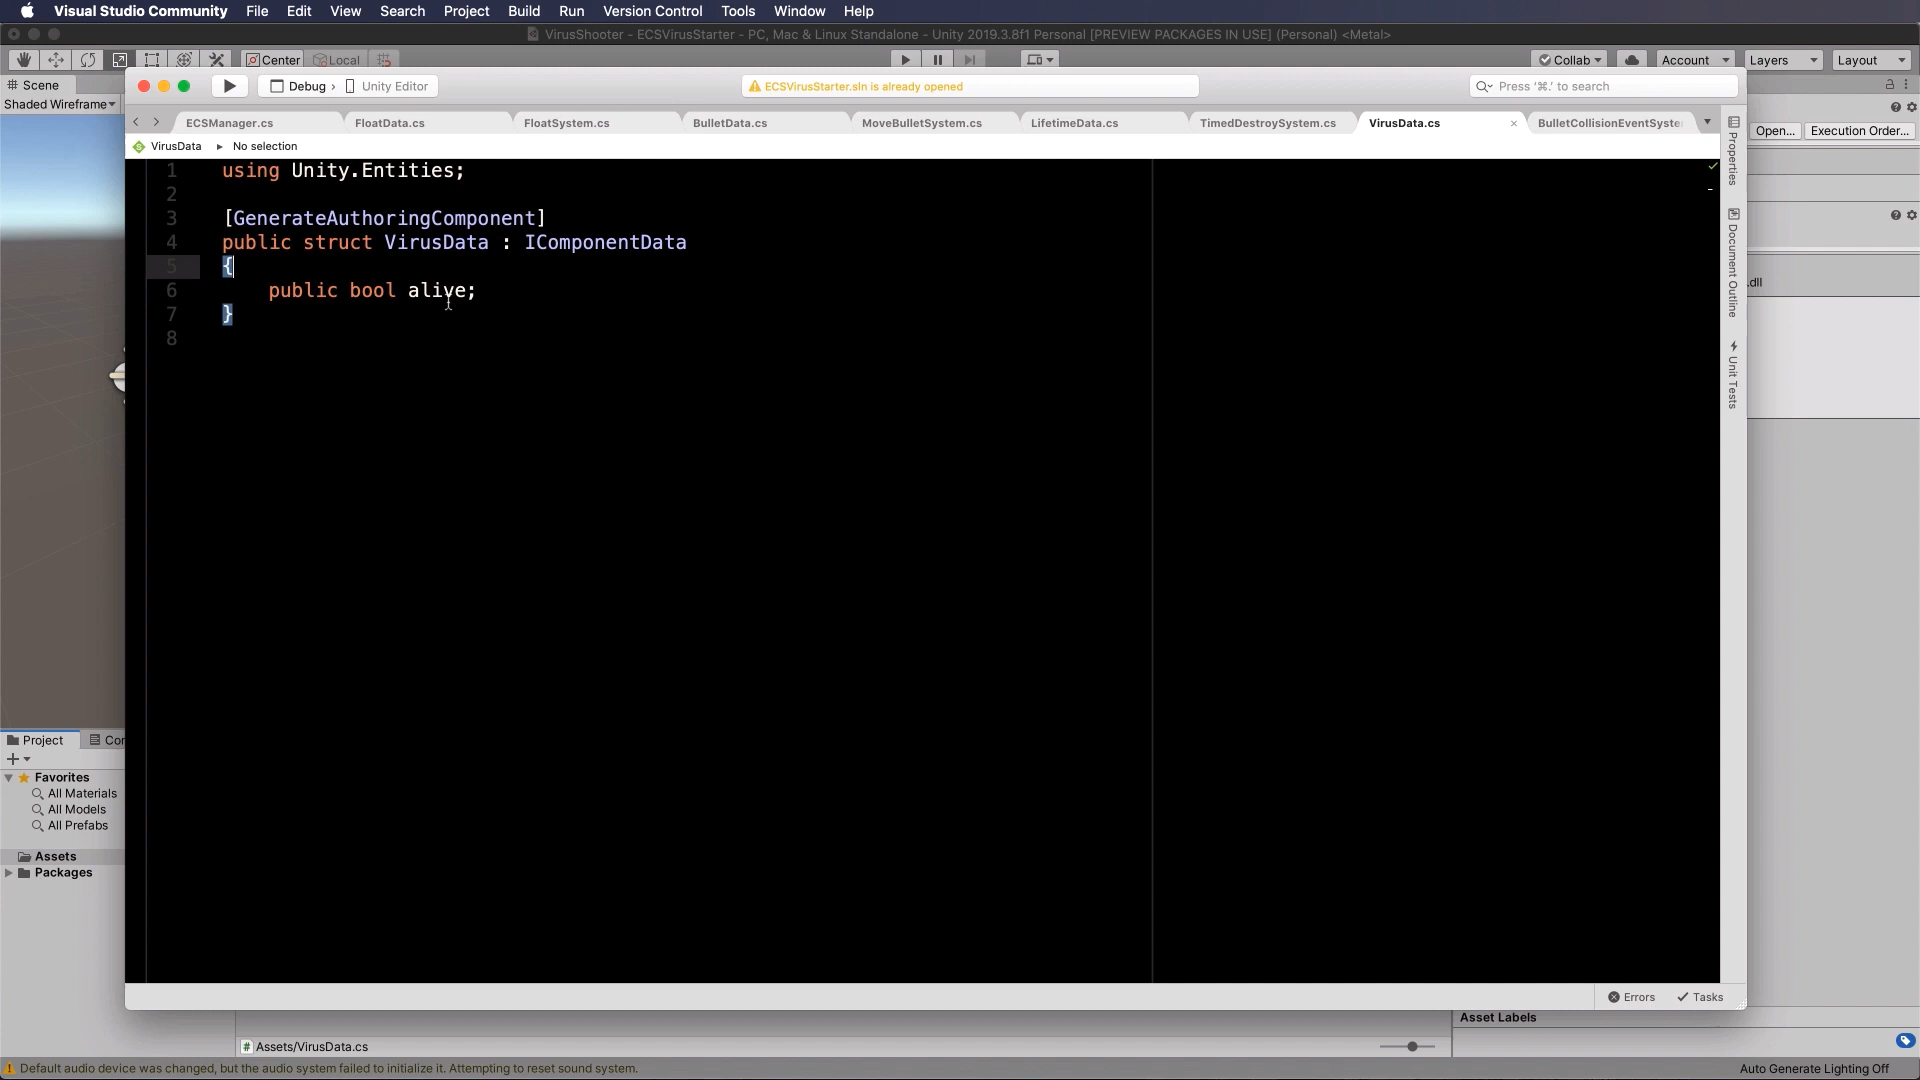 Visual Studio Community File Edit View Search Project Build Run Version Control Tools Window Help
VirusShooter - ECSVirusStarter - PC, Mac & Linux Standalone - Unity 2019.3.8f1 Personal [PREVIEW PACKAGES IN USE] (Personal) <Metal>
Center Local Collab Account Layers Layout
# Scene
Debug › Unity Editor ECSVirusStarter.sln is already opened Press '⌘.' to search
Shaded Wireframe
ECSManager.cs FloatData.cs FloatSystem.cs BulletData.cs MoveBulletSystem.cs LifetimeData.cs TimedDestroySystem.cs VirusData.cs × BulletCollisionEventSyste
Open... Execution Order...
VirusData ▸ No selection
1 using Unity.Entities;
2
3 [GenerateAuthoringComponent]
4 public struct VirusData : IComponentData
5 {
6 public bool alive;
7 }
8
Properties
Document Outline
Unit Tests
.dll
Project Con
Favorites
All Materials
All Models
All Prefabs
Assets
Packages
Errors Tasks
Asset Labels
Assets/VirusData.cs
Default audio device was changed, but the audio system failed to initialize it. Attempting to reset sound system.
Auto Generate Lighting Off